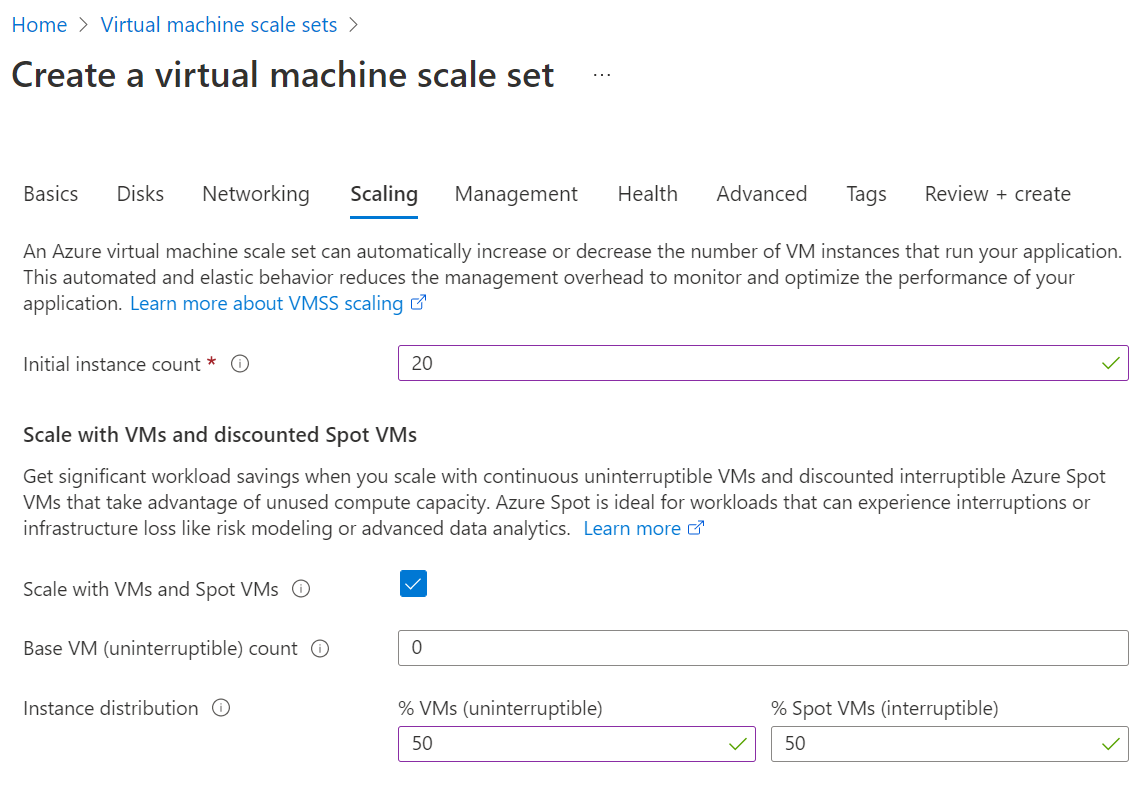 Home > Virtual machine scale sets >
Create a virtual machine scale set ...
Basics Disks Networking Scaling Management Health Advanced Tags Review + create
An Azure virtual machine scale set can automatically increase or decrease the number of VM instances that run your application.
This automated and elastic behavior reduces the management overhead to monitor and optimize the performance of your
application. Learn more about VMSS scaling
Initial instance count * 20
Scale with VMs and discounted Spot VMs
Get significant workload savings when you scale with continuous uninterruptible VMs and discounted interruptible Azure Spot
VMs that take advantage of unused compute capacity. Azure Spot is ideal for workloads that can experience interruptions or
infrastructure loss like risk modeling or advanced data analytics. Learn more
Scale with VMs and Spot VMs
Base VM (uninterruptible) count 0
Instance distribution % VMs (uninterruptible) % Spot VMs (interruptible)
50 50